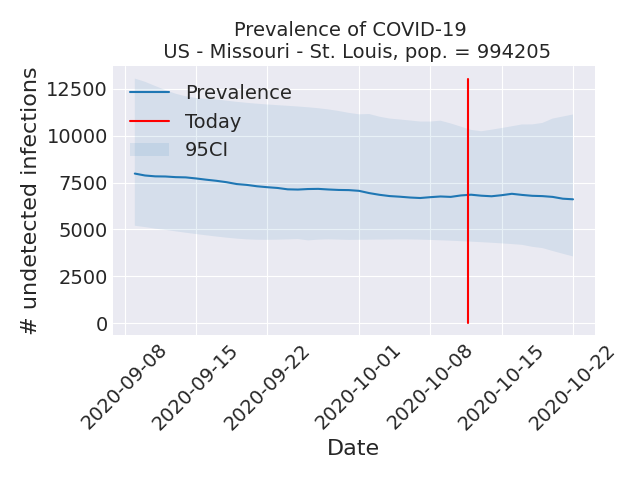 Prevalence of COVID-19
US - Missouri - St. Louis, pop. = 994205
# undetected infections
12500
10000
7500
5000
2500
0
Prevalence
Today
95CI
2020-09-08
2020-09-15
2020-09-22
2020-10-01
2020-10-08
2020-10-15
2020-10-22
Date